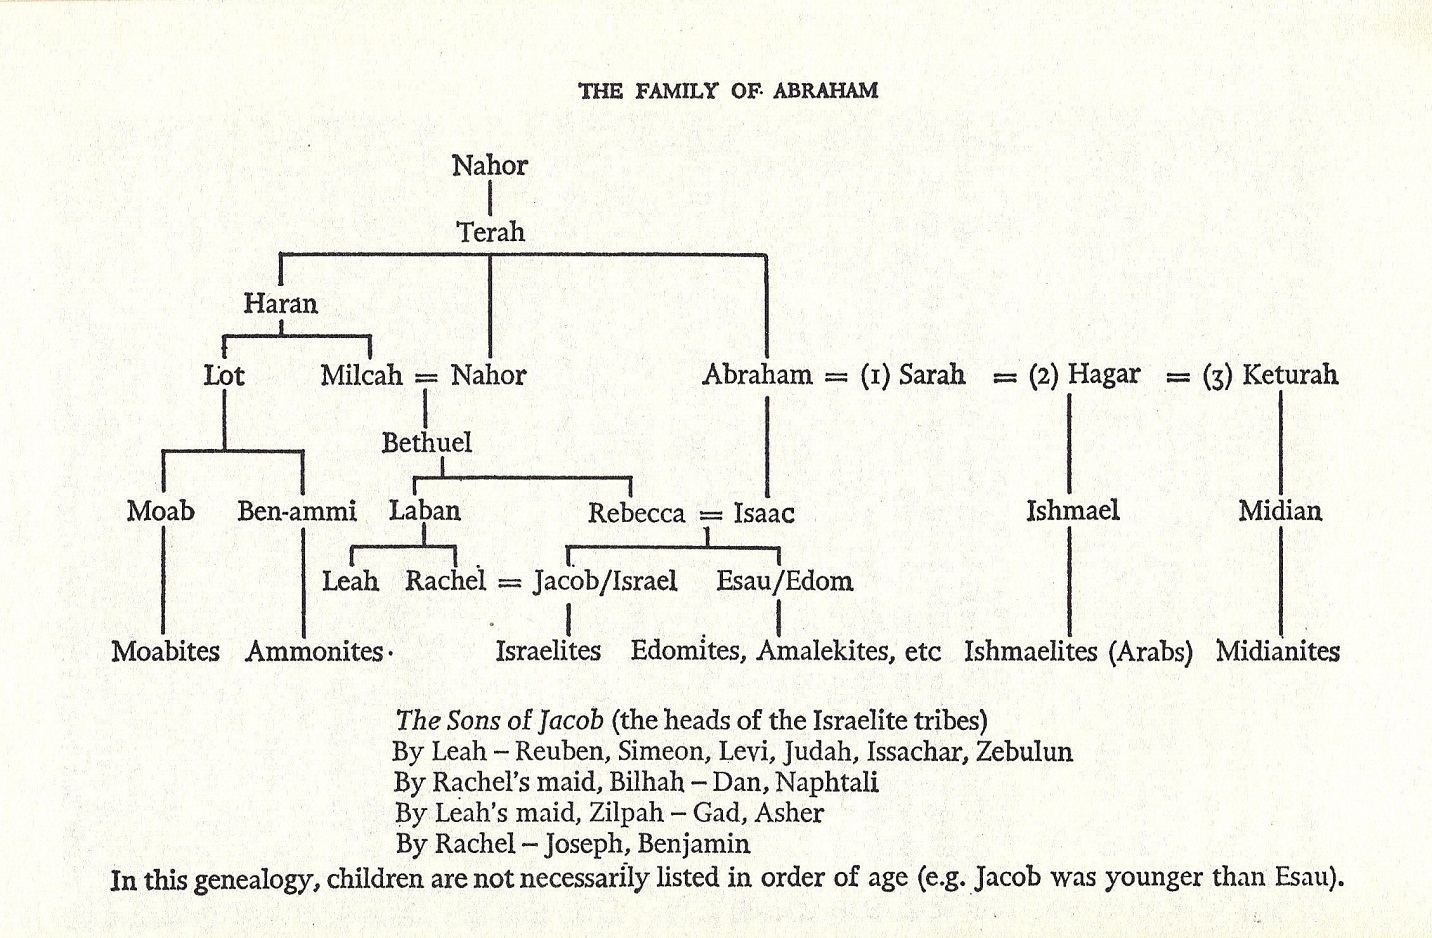 THE FAMILY OF ABRAHAM
Nahor
Terah
Haran
Lot Milcah = Nahor Abraham = (1) Sarah = (2) Hagar = (3) Keturah
Bethuel
Moab Ben-ammi Laban Rebecca = Isaac Ishmael Midian
Leah Rachel = Jacob/Israel Esau/Edom
Moabites Ammonites Israelites Edomites, Amalekites, etc Ishmaelites (Arabs) Midianites
The Sons of Jacob (the heads of the Israelite tribes)
By Leah – Reuben, Simeon, Levi, Judah, Issachar, Zebulun
By Rachel's maid, Bilhah – Dan, Naphtali
By Leah's maid, Zilpah – Gad, Asher
By Rachel – Joseph, Benjamin
In this genealogy, children are not necessarily listed in order of age (e.g. Jacob was younger than Esau).